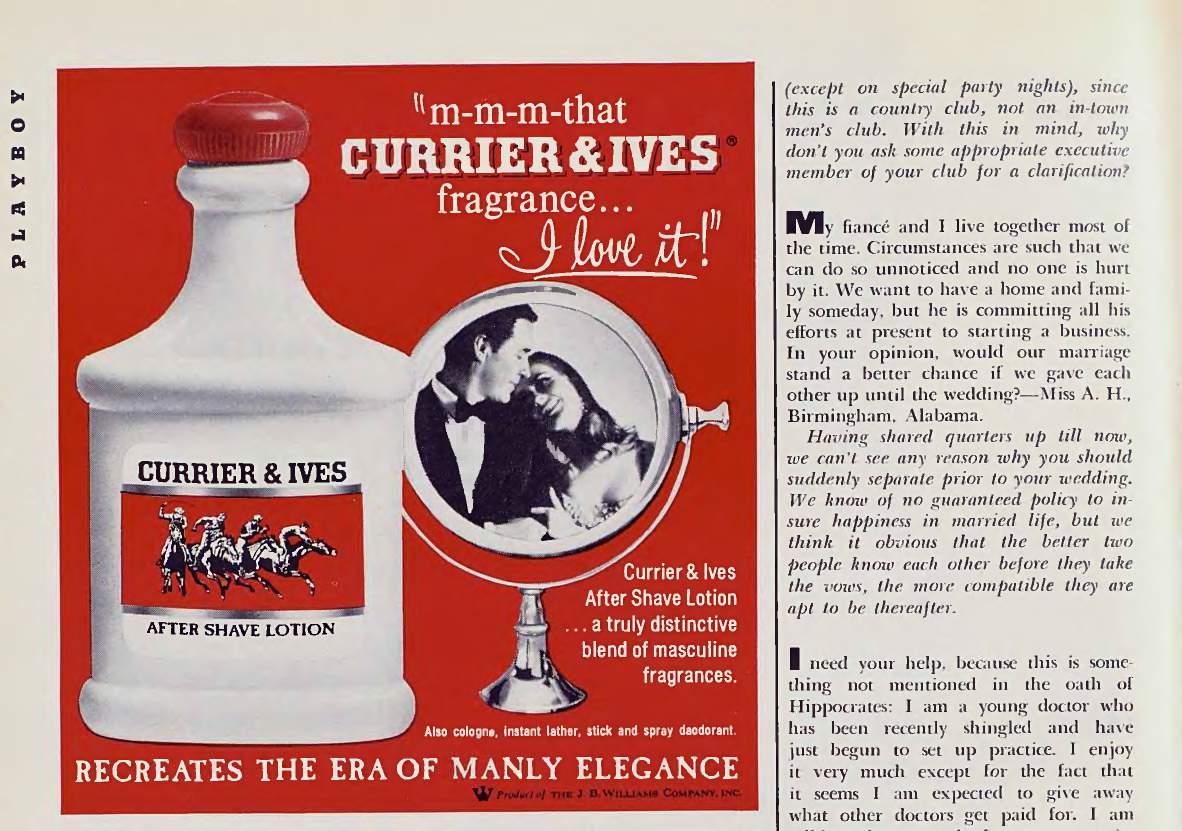 PLAYBOY
"m-m-m-that
CURRIER & IVES®
fragrance...
I love it!"
CURRIER & IVES
AFTER SHAVE LOTION
Currier & Ives
After Shave Lotion
...a truly distinctive
blend of masculine
fragrances.
Also cologne, instant lather, stick and spray daodorant.
RECREATES THE ERA OF MANLY ELEGANCE
Product of THE J. B. WILLIAMS COMPANY, INC.
(except on special party nights), since
this is a country club, not an in-town
men's club. With this in mind, why
don't you ask some appropriate executive
member of your club for a clarification?
My fiancé and I live together most of
the time. Circumstances are such that we
can do so unnoticed and no one is hurt
by it. We want to have a home and fami-
ly someday, but he is committing all his
efforts at present to starting a business.
In your opinion, would our marriage
stand a better chance if we gave each
other up until the wedding?—Miss A. H.,
Birmingham, Alabama.
Having shared quarters up till now,
we can't see any reason why you should
suddenly separate prior to your wedding.
We know of no guaranteed policy to in-
sure happiness in married life, but we
think it obvious that the better two
people know each other before they take
the vows, the more compatible they are
apt to be thereafter.
I need your help, because this is some-
thing not mentioned in the oath of
Hippocrates: I am a young doctor who
has been recently shingled and have
just begun to set up practice. I enjoy
it very much except for the fact that
it seems I am expected to give away
what other doctors get paid for. I am